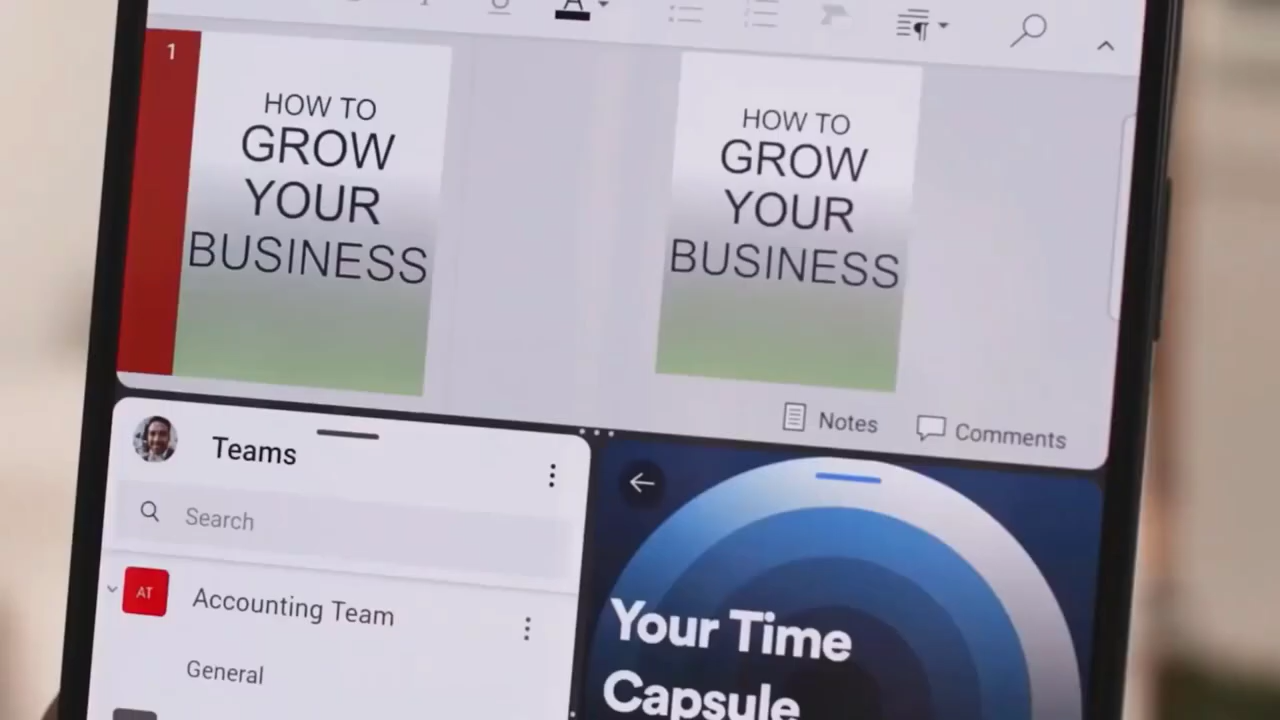 1
HOW TO
GROW
YOUR
BUSINESS
HOW TO
GROW
YOUR
BUSINESS
Notes
Comments
Teams
Search
AT
Accounting Team
General
Your Time
Capsule